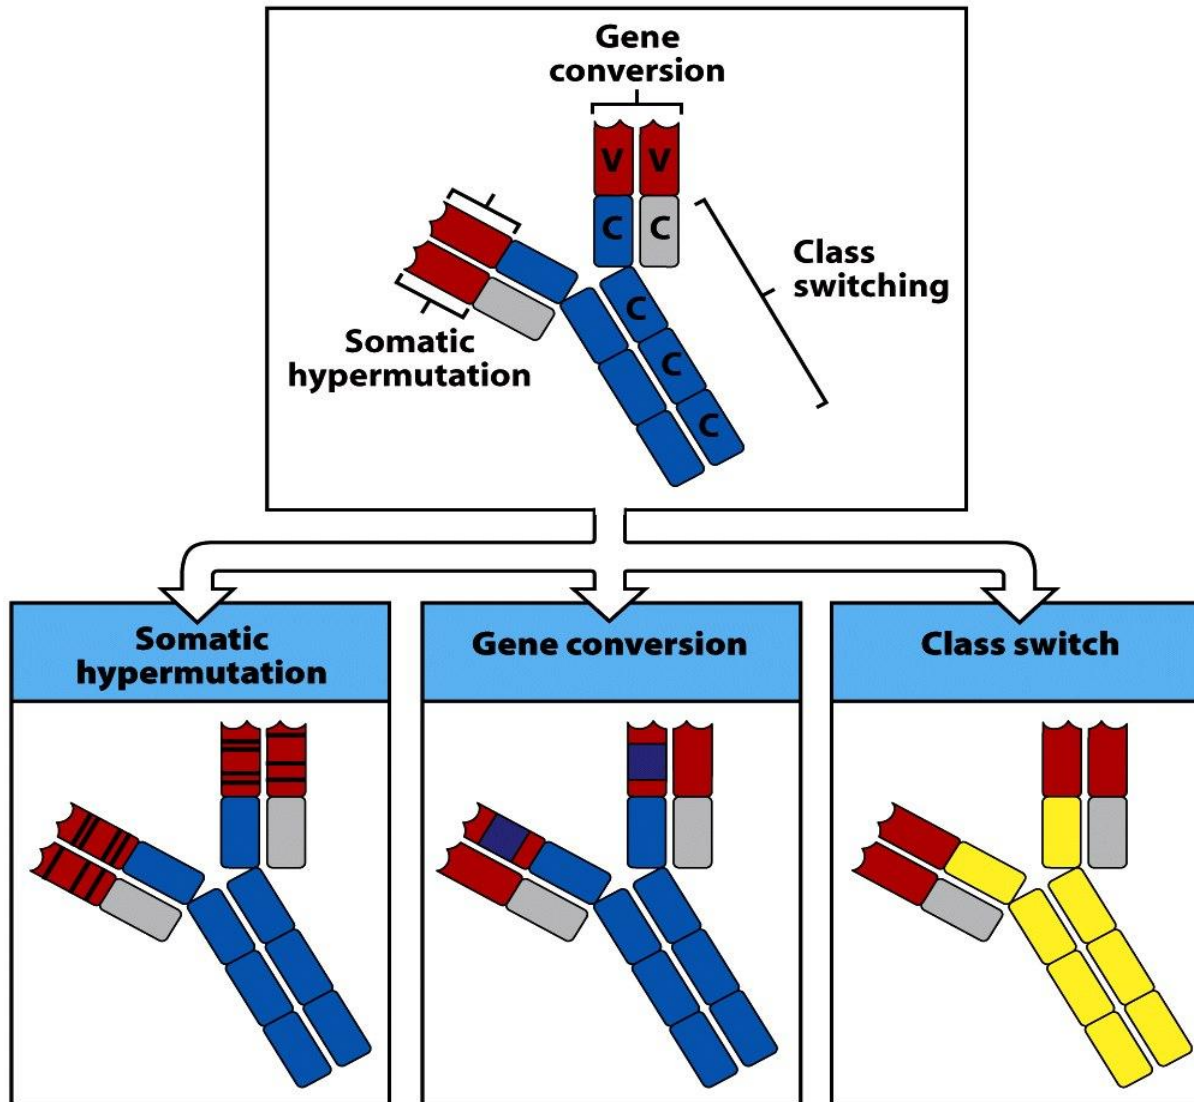 Gene
conversion
V V
C C
Class
switching
C
Somatic
hypermutation
C
C
Somatic
hypermutation
Gene conversion
Class switch